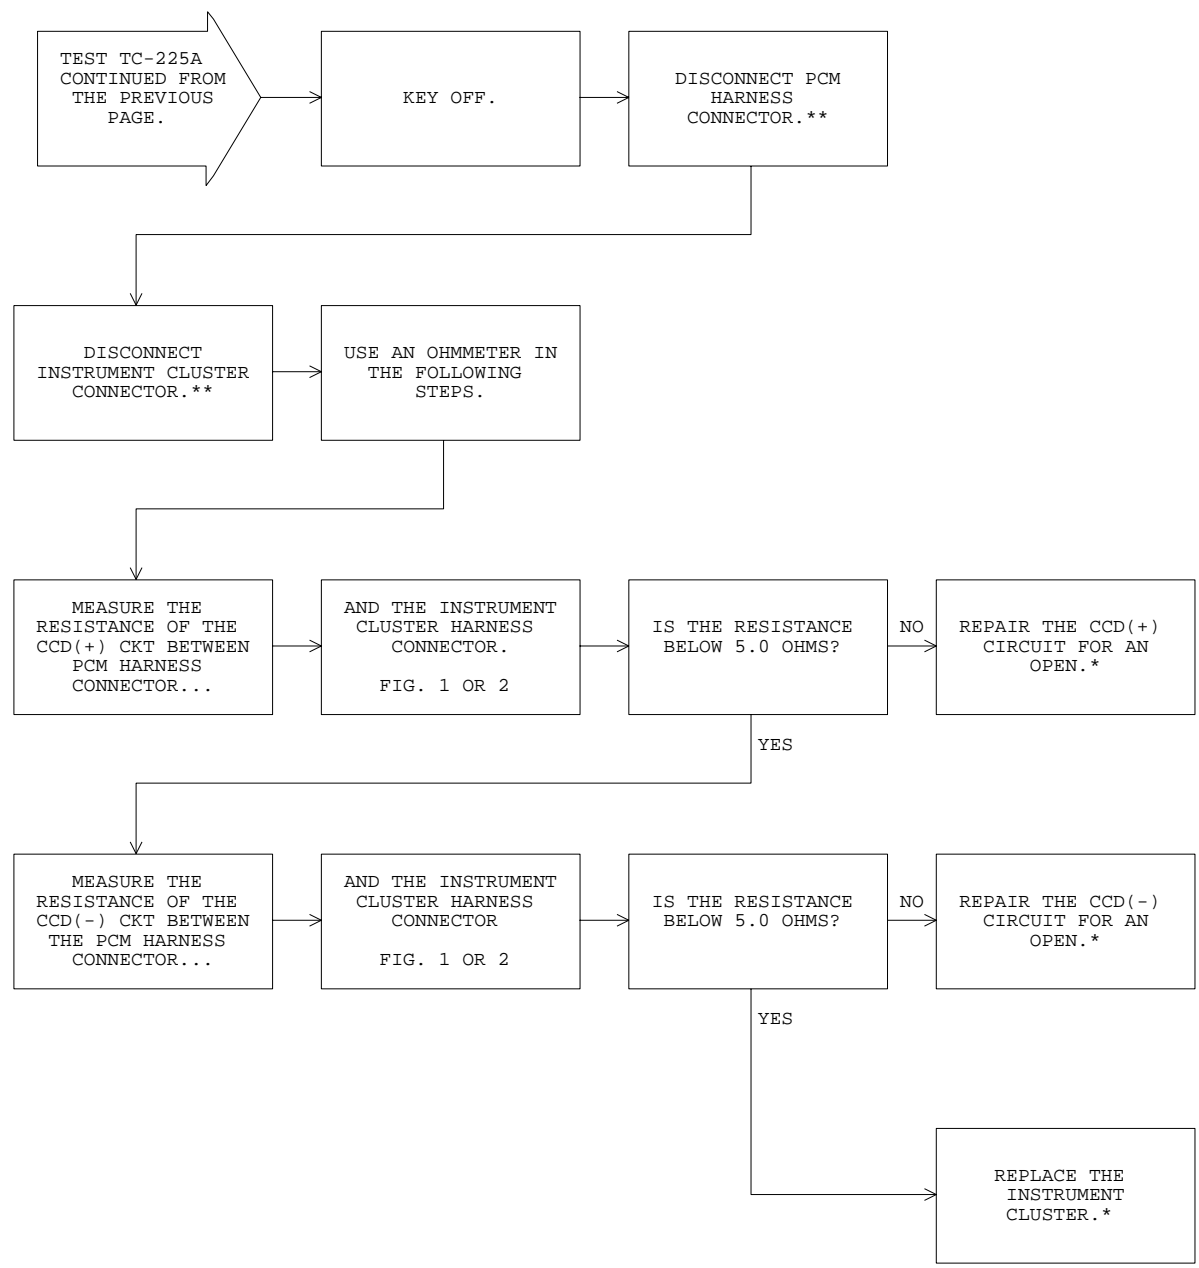 TEST TC-225A
CONTINUED FROM
THE PREVIOUS
PAGE.
KEY OFF.
DISCONNECT PCM
HARNESS
CONNECTOR.**
DISCONNECT
INSTRUMENT CLUSTER
CONNECTOR.**
USE AN OHMMETER IN
THE FOLLOWING
STEPS.
MEASURE THE
RESISTANCE OF THE
CCD(+) CKT BETWEEN
PCM HARNESS
CONNECTOR...
AND THE INSTRUMENT
CLUSTER HARNESS
CONNECTOR.
FIG. 1 OR 2
IS THE RESISTANCE
BELOW 5.0 OHMS?
NO
REPAIR THE CCD(+)
CIRCUIT FOR AN
OPEN.*
YES
MEASURE THE
RESISTANCE OF THE
CCD(-) CKT BETWEEN
THE PCM HARNESS
CONNECTOR...
AND THE INSTRUMENT
CLUSTER HARNESS
CONNECTOR
FIG. 1 OR 2
IS THE RESISTANCE
BELOW 5.0 OHMS?
NO
REPAIR THE CCD(-)
CIRCUIT FOR AN
OPEN.*
YES
REPLACE THE
INSTRUMENT
CLUSTER.*